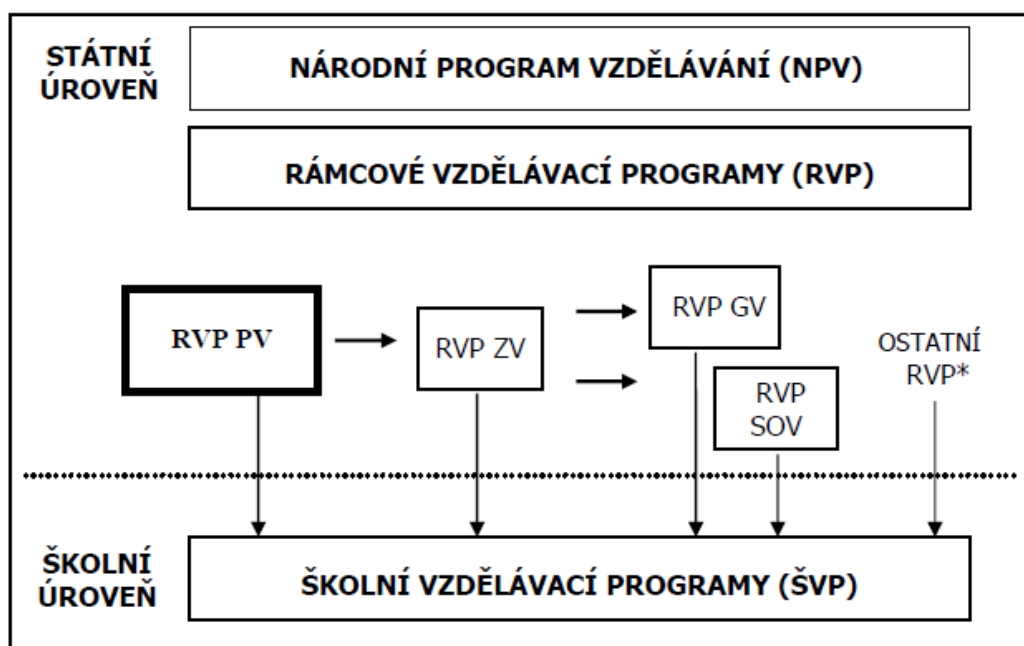 STÁTNÍ
ÚROVEŇ
NÁRODNÍ PROGRAM VZDĚLÁVÁNÍ (NPV)
RÁMCOVÉ VZDĚLÁVACÍ PROGRAMY (RVP)
RVP PV
RVP ZV
RVP GV
RVP
SOV
OSTATNÍ
RVP*
ŠKOLNÍ
ÚROVEŇ
ŠKOLNÍ VZDĚLÁVACÍ PROGRAMY (ŠVP)